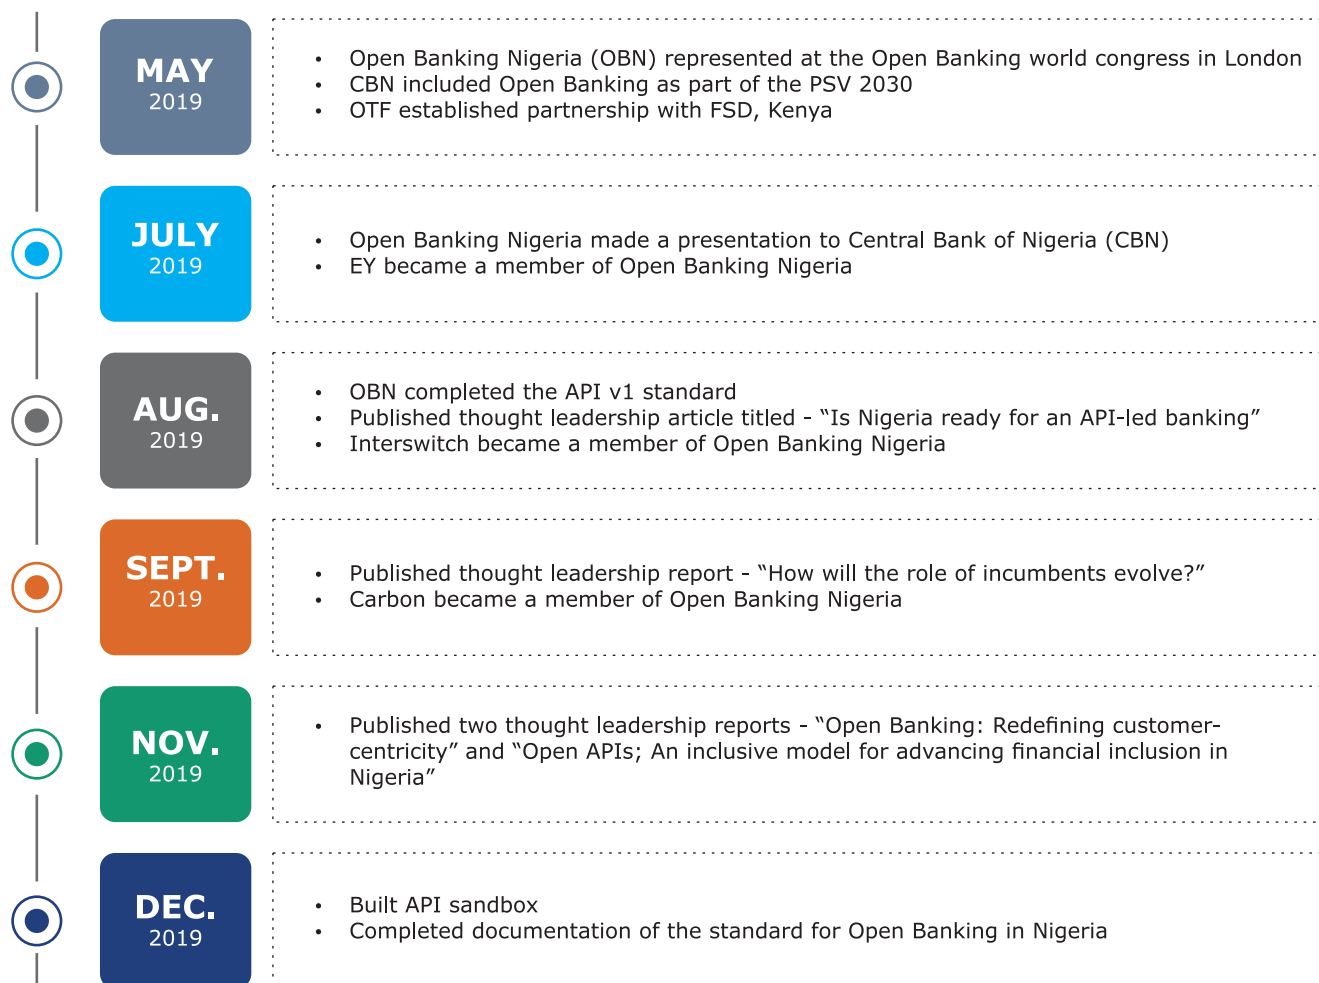 MAY
2019
• Open Banking Nigeria (OBN) represented at the Open Banking world congress in London
• CBN included Open Banking as part of the PSV 2030
• OTF established partnership with FSD, Kenya
JULY
2019
• Open Banking Nigeria made a presentation to Central Bank of Nigeria (CBN)
• EY became a member of Open Banking Nigeria
AUG.
2019
• OBN completed the API v1 standard
• Published thought leadership article titled - “Is Nigeria ready for an API-led banking”
• Interswitch became a member of Open Banking Nigeria
SEPT.
2019
• Published thought leadership report - “How will the role of incumbents evolve?”
• Carbon became a member of Open Banking Nigeria
NOV.
2019
• Published two thought leadership reports - “Open Banking: Redefining customer-
centricity” and “Open APIs; An inclusive model for advancing financial inclusion in
Nigeria”
DEC.
2019
• Built API sandbox
• Completed documentation of the standard for Open Banking in Nigeria